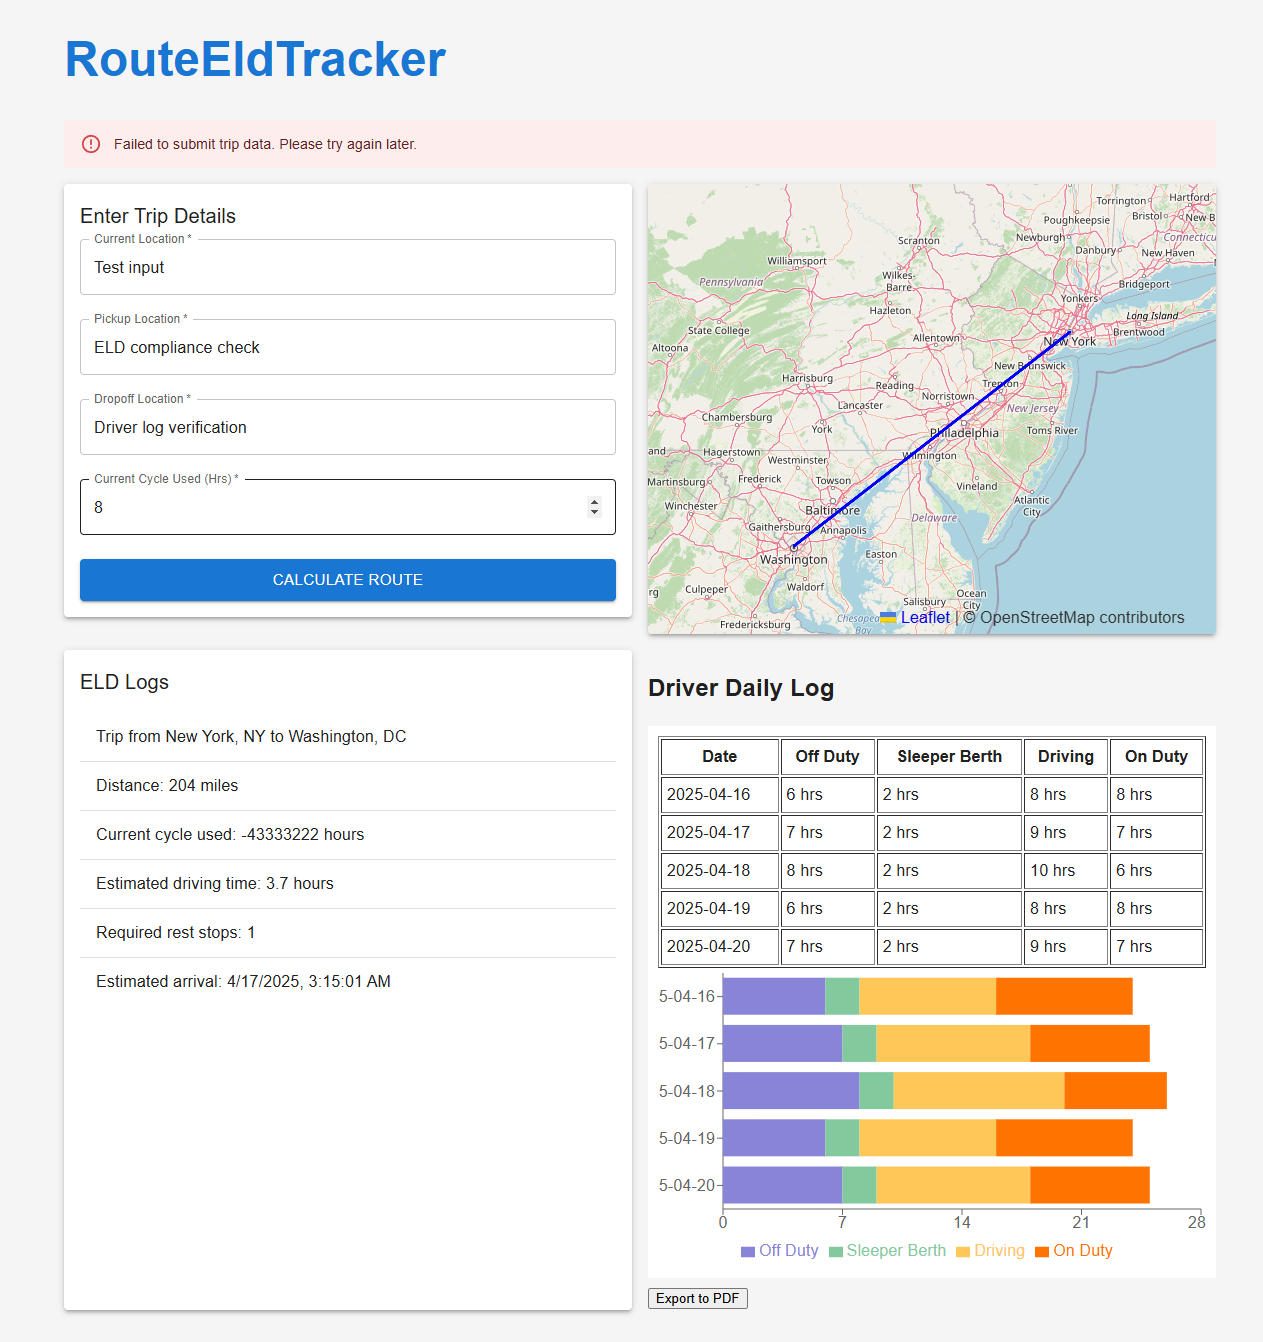 RouteEldTracker
Failed to submit trip data. Please try again later.
Enter Trip Details
Current Location *
Test input
Pickup Location *
ELD compliance check
Dropoff Location *
Driver log verification
Current Cycle Used (Hrs) *
8
CALCULATE ROUTE
Torrington
Hartford
Poughkeepsie
Bristol
New B
Scranton
Newburgh
Connecticu
Danbury
New Haven
Williamsport
Wilkes-
Barre
Pennsylvania
Bridgeport
Yonkers
Hazleton
Long Island
State College
Brentwood
Allentown
New York
Altoona
New Brunswick
Harrisburg
Reading
Trenton
Norristown
Lancaster
New Jersey
Chambersburg
York
Philadelphia
Toms River
and
Hagerstown
Westminster
Wilmington
Martinsburg
Frederick
Towson
Vineland
Winchester
Atlantic
City
Baltimore
Delaware
Gaithersburg
Annapolis
Easton
Washington
Waldorf
Culpeper
rg
Ocean
City
Salisbury
Fredericksburg
Chesapea
Bay
Leaflet | © OpenStreetMap contributors
ELD Logs
Trip from New York, NY to Washington, DC
Distance: 204 miles
Current cycle used: -43333222 hours
Estimated driving time: 3.7 hours
Required rest stops: 1
Estimated arrival: 4/17/2025, 3:15:01 AM
Driver Daily Log
Date Off Duty Sleeper Berth Driving On Duty
2025-04-16 6 hrs 2 hrs 8 hrs 8 hrs
2025-04-17 7 hrs 2 hrs 9 hrs 7 hrs
2025-04-18 8 hrs 2 hrs 10 hrs 6 hrs
2025-04-19 6 hrs 2 hrs 8 hrs 8 hrs
2025-04-20 7 hrs 2 hrs 9 hrs 7 hrs
5-04-16
5-04-17
5-04-18
5-04-19
5-04-20
0 7 14 21 28
Off Duty Sleeper Berth Driving On Duty
Export to PDF